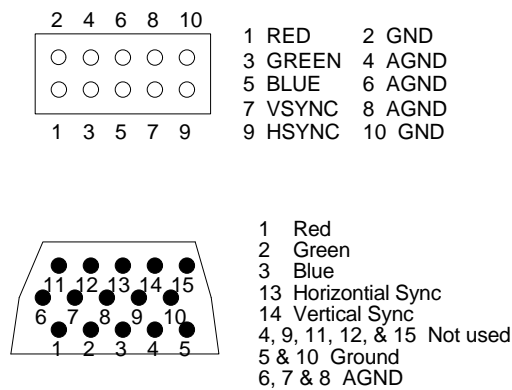 2 4 6 8 10
1 3 5 7 9
1 RED 2 GND
3 GREEN 4 AGND
5 BLUE 6 AGND
7 VSYNC 8 AGND
9 HSYNC 10 GND
11 12 13 14 15
6 7 8 9 10
1 2 3 4 5
1 Red
2 Green
3 Blue
13 Horizontial Sync
14 Vertical Sync
4, 9, 11, 12, & 15 Not used
5 & 10 Ground
6, 7 & 8 AGND